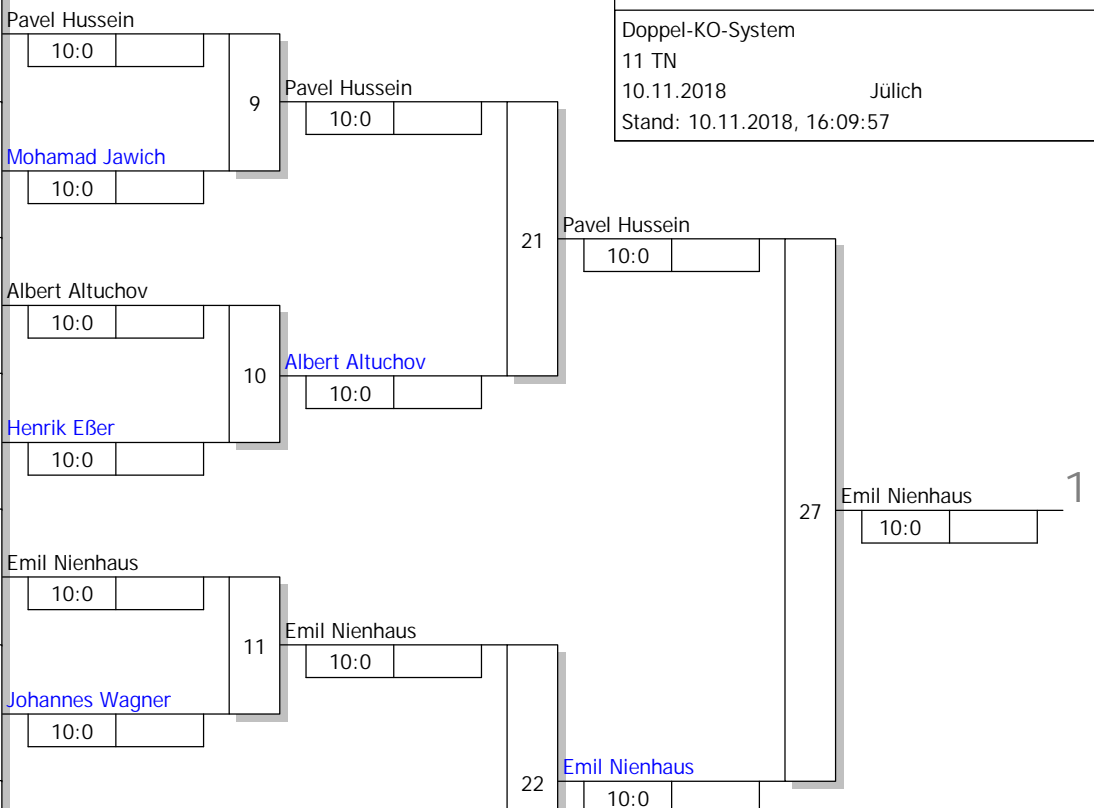 Pavel Hussein
10:0
9
Mohamad Jawich
10:0
Albert Altuchov
10:0
10
Henrik Eßer
10:0
Emil Nienhaus
10:0
11
Johannes Wagner
10:0
Pavel Hussein
10:0
21
Albert Altuchov
10:0
Emil Nienhaus
10:0
22
Doppel-KO-System
11 TN
10.11.2018 Jülich
Stand: 10.11.2018, 16:09:57
Pavel Hussein
10:0
27
Emil Nienhaus
10:0
Emil Nienhaus
10:0
1